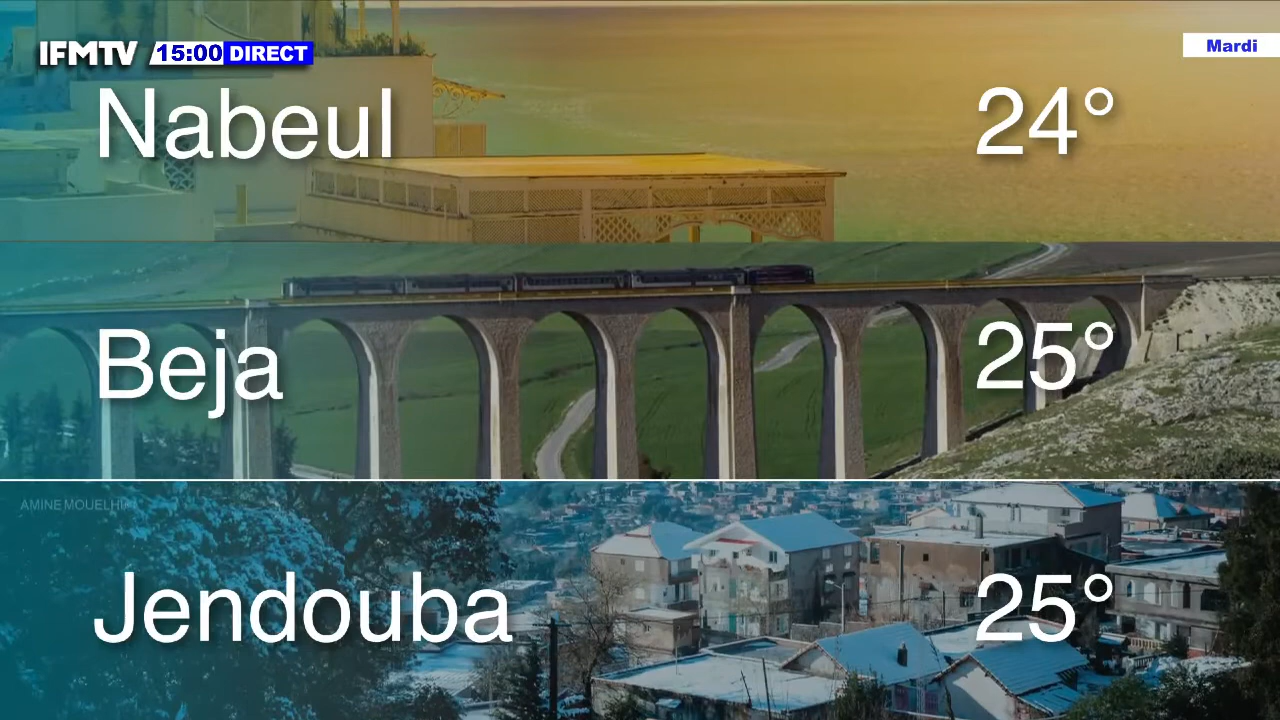 IFMTV 15:00 DIRECT
Mardi
Nabeul 24°
Beja 25°
AMINE MOUELHI
Jendouba 25°